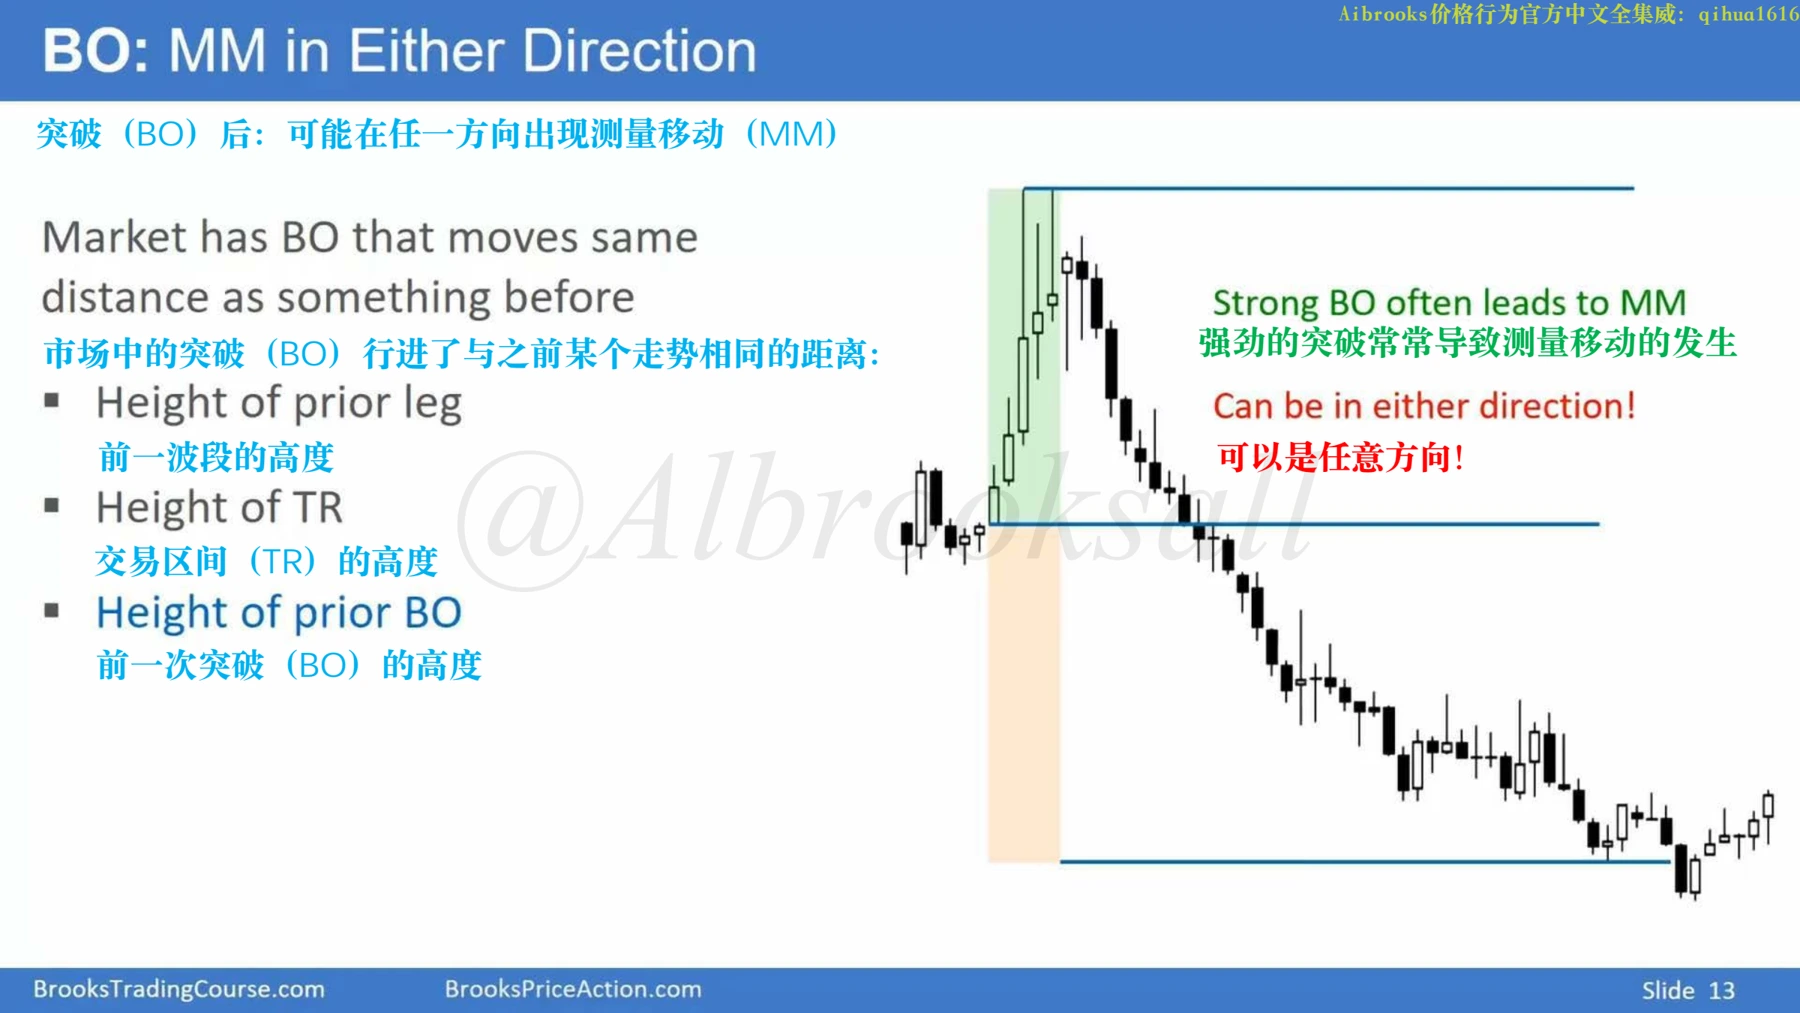 Aibrooks价格行为官方中文全集威：qihua1616
BO: MM in Either Direction
突破（BO）后：可能在任一方向出现测量移动（MM）
Market has BO that moves same
distance as something before
市场中的突破（BO）行进了与之前某个走势相同的距离：
▪ Height of prior leg
前一波段的高度
▪ Height of TR
交易区间（TR）的高度
▪ Height of prior BO
前一次突破（BO）的高度
Strong BO often leads to MM
强劲的突破常常导致测量移动的发生
Can be in either direction!
可以是任意方向！
@Albrooksall
BrooksTradingCourse.com
BrooksPriceAction.com
Slide 13